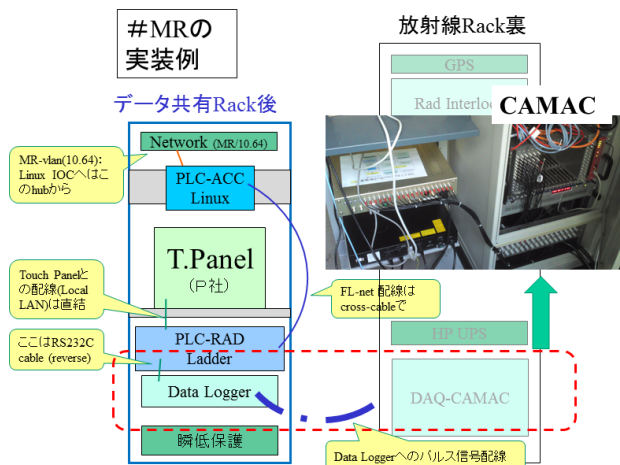 ＃MRの
実装例
データ共有Rack後
Network (MR/10.64)
MR-vlan(10.64):
Linux IOCへはこ
のhubから
PLC-ACC
Linux
T.Panel
(P社)
Touch Panelと
の配線(Local
LAN)は直結
ここはRS232C
cable (reverse)
PLC-RAD
Ladder
Data Logger
瞬低保護
FL-net 配線は
cross-cableで
放射線Rack裏
GPS
Rad Interloc
CAMAC
HP UPS
DAQ-CAMAC
Data Loggerへのパルス信号配線